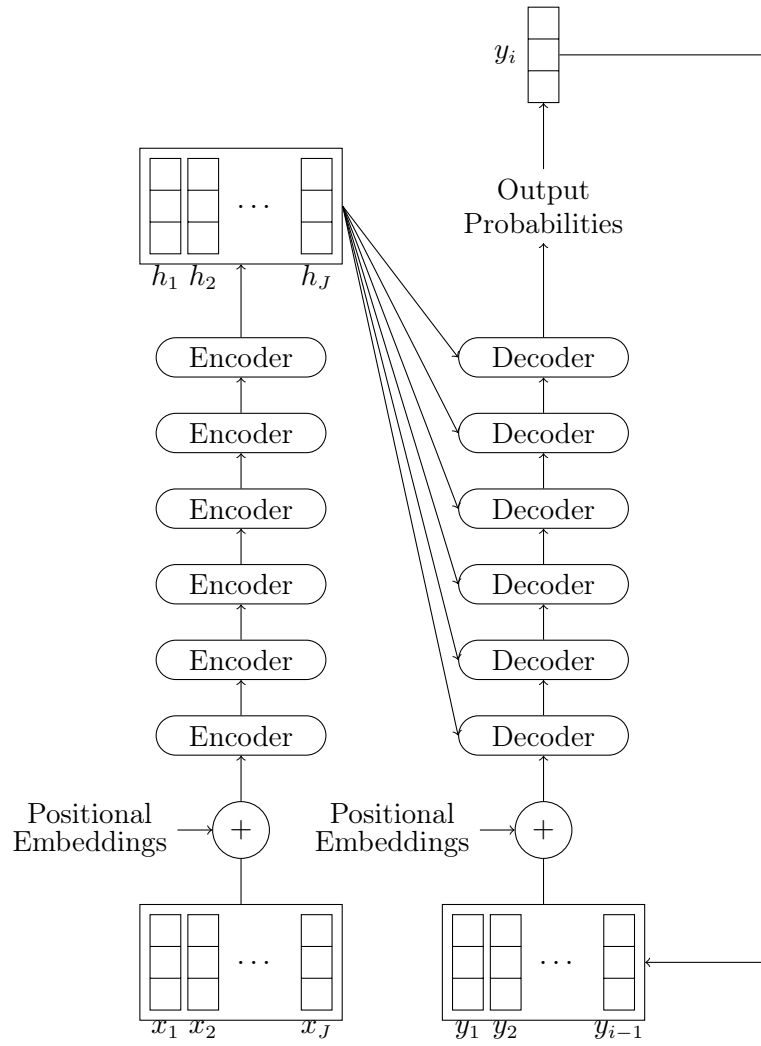 y_i
Output
Probabilities
h_1 h_2 ... h_J
Encoder Decoder
Encoder Decoder
Encoder Decoder
Encoder Decoder
Encoder Decoder
Encoder Decoder
Positional
Embeddings
+
Positional
Embeddings
+
x_1 x_2 ... x_J
y_1 y_2 ... y_{i-1}